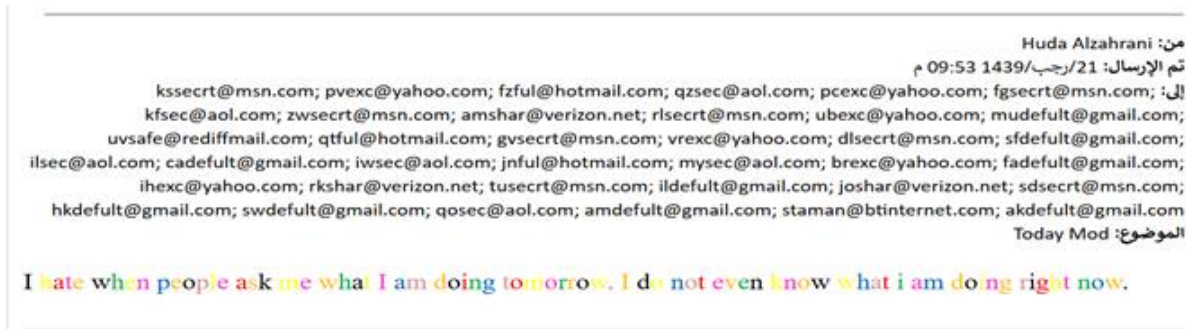 من: Huda Alzahrani
تم الإرسال: 21/رجب/1439 09:53 م
إلى: kssecrt@msn.com; pvexc@yahoo.com; fzful@hotmail.com; qzsec@aol.com; pcexc@yahoo.com; fgsecrt@msn.com;
kfsec@aol.com; zwsecrt@msn.com; amshar@verizon.net; rlsecrt@msn.com; ubexc@yahoo.com; mudefult@gmail.com;
uvsafe@rediffmail.com; qtful@hotmail.com; gvsecrt@msn.com; vrexc@yahoo.com; dlsecrt@msn.com; sfdefult@gmail.com;
ilsec@aol.com; cadefult@gmail.com; iwsec@aol.com; jnful@hotmail.com; mysec@aol.com; brexc@yahoo.com; fadefult@gmail.com;
ihexc@yahoo.com; rkshar@verizon.net; tusecrt@msn.com; ildefult@gmail.com; joshar@verizon.net; sdsecrt@msn.com;
hkdefult@gmail.com; swdefult@gmail.com; qosec@aol.com; amdefult@gmail.com; staman@btinternet.com; akdefult@gmail.com
الموضوع: Today Mod
I hate when people ask me what I am doing tomorrow. I do not even know what i am doing right now.